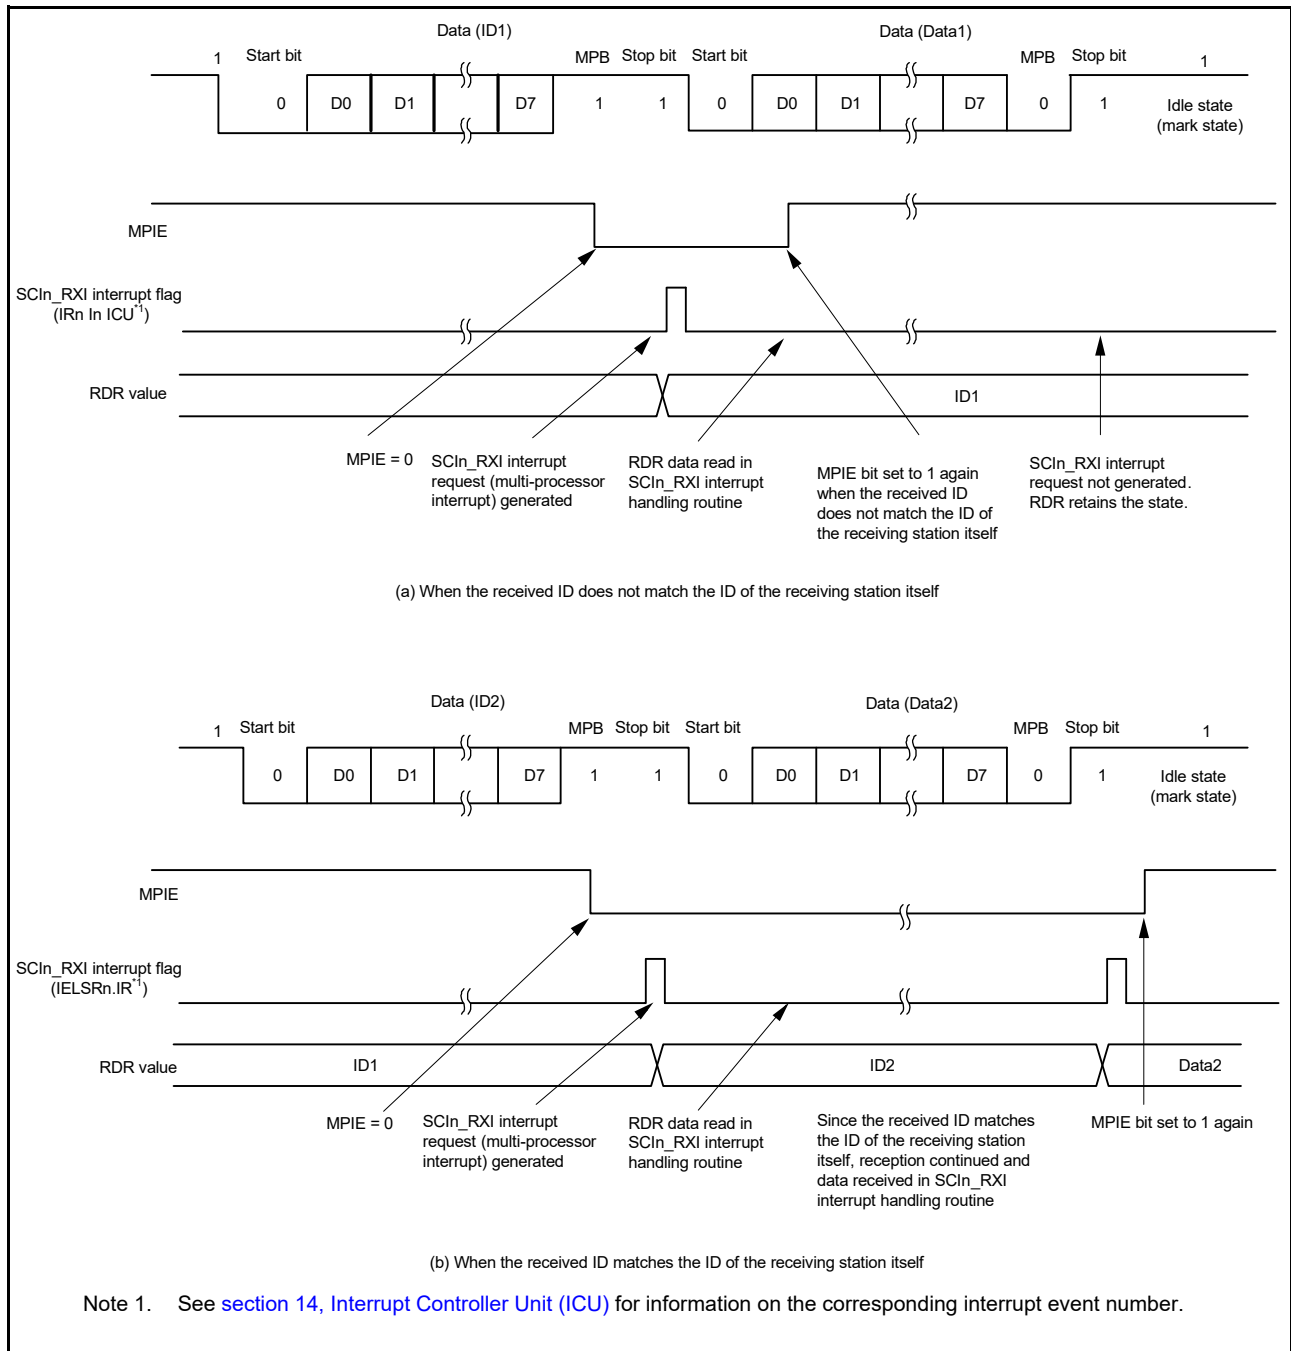 Data (ID1) Data (Data1)
1 Start bit MPB Stop bit Start bit MPB Stop bit 1
0 D0 D1 D7 1 1 0 D0 D1 D7 0 1 Idle state
(mark state)
MPIE
SCIn_RXI interrupt flag
(IRn In ICU*1)
RDR value ID1
MPIE = 0
SCIn_RXI interrupt
request (multi-processor
interrupt) generated
RDR data read in
SCIn_RXI interrupt
handling routine
MPIE bit set to 1 again
when the received ID
does not match the ID of
the receiving station itself
SCIn_RXI interrupt
request not generated.
RDR retains the state.
(a) When the received ID does not match the ID of the receiving station itself
Data (ID2) Data (Data2)
1 Start bit MPB Stop bit Start bit MPB Stop bit 1
0 D0 D1 D7 1 1 0 D0 D1 D7 0 1 Idle state
(mark state)
MPIE
SCIn_RXI interrupt flag
(IELSRn.IR*1)
RDR value ID1 ID2 Data2
MPIE = 0
SCIn_RXI interrupt
request (multi-processor
interrupt) generated
RDR data read in
SCIn_RXI interrupt
handling routine
Since the received ID matches
the ID of the receiving station
itself, reception continued and
data received in SCIn_RXI
interrupt handling routine
MPIE bit set to 1 again
(b) When the received ID matches the ID of the receiving station itself
Note 1. See section 14, Interrupt Controller Unit (ICU) for information on the corresponding interrupt event number.